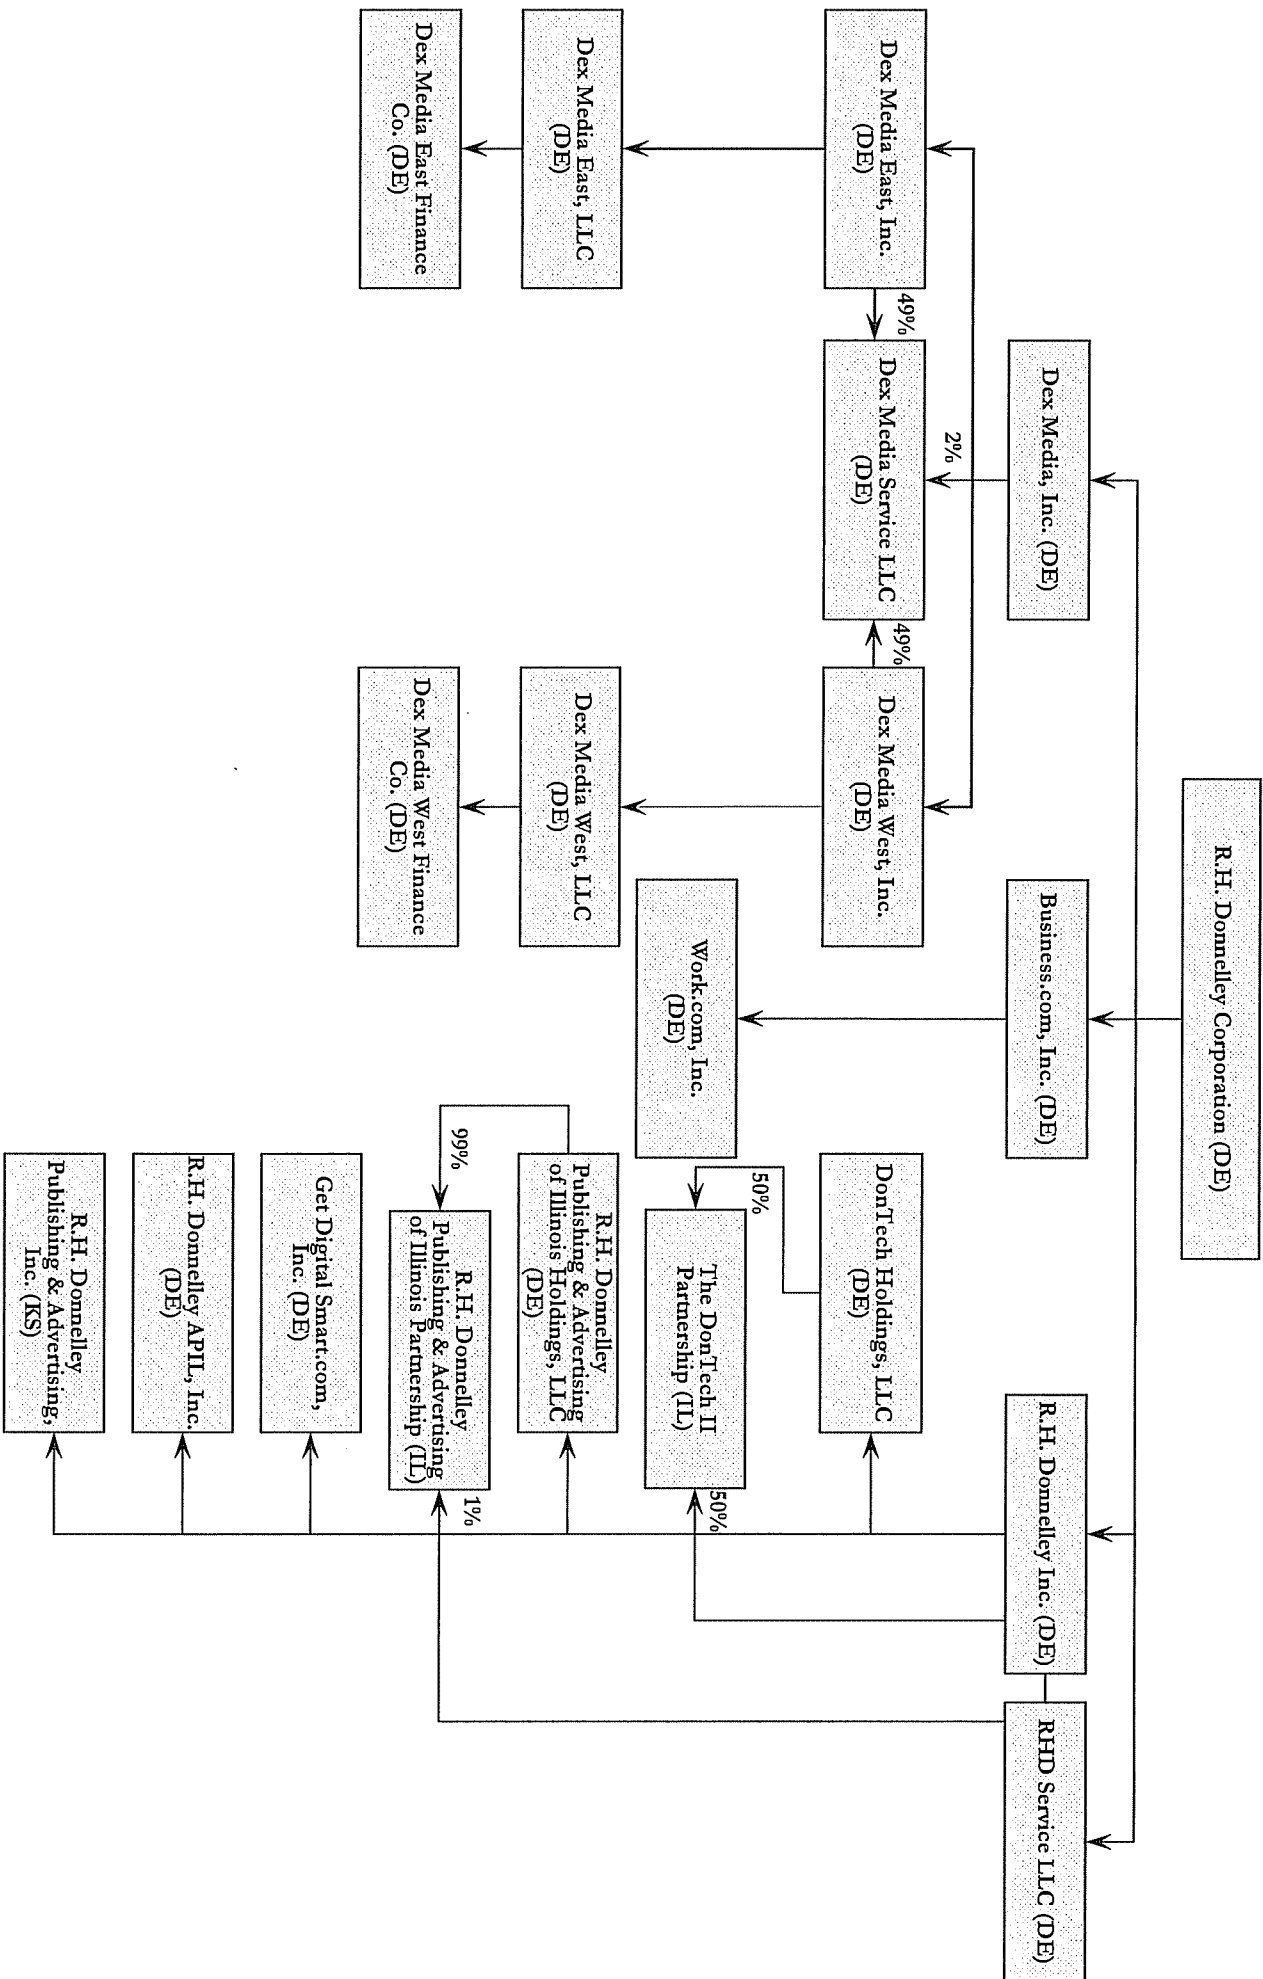 R.H. Donnelley Corporation (DE)
Dex Media, Inc. (DE)
Business.com, Inc. (DE)
R.H. Donnelley Inc. (DE)
RHD Service LLC (DE)
2%
Dex Media East, Inc.
(DE)
49%
Dex Media Service LLC
(DE)
49%
Dex Media West, Inc.
(DE)
DonTech Holdings, LLC
(DE)
Work.com, Inc.
(DE)
50%
The DonTech II
Partnership (IL)
50%
Dex Media East, LLC
(DE)
Dex Media West, LLC
(DE)
R.H. Donnelley
Publishing & Advertising
of Illinois Holdings, LLC
(DE)
Dex Media East Finance
Co. (DE)
Dex Media West Finance
Co. (DE)
99%
R.H. Donnelley
Publishing & Advertising
of Illinois Partnership (IL)
1%
Get Digital Smart.com,
Inc. (DE)
R.H. Donnelley APIL, Inc.
(DE)
R.H. Donnelley
Publishing & Advertising,
Inc. (KS)